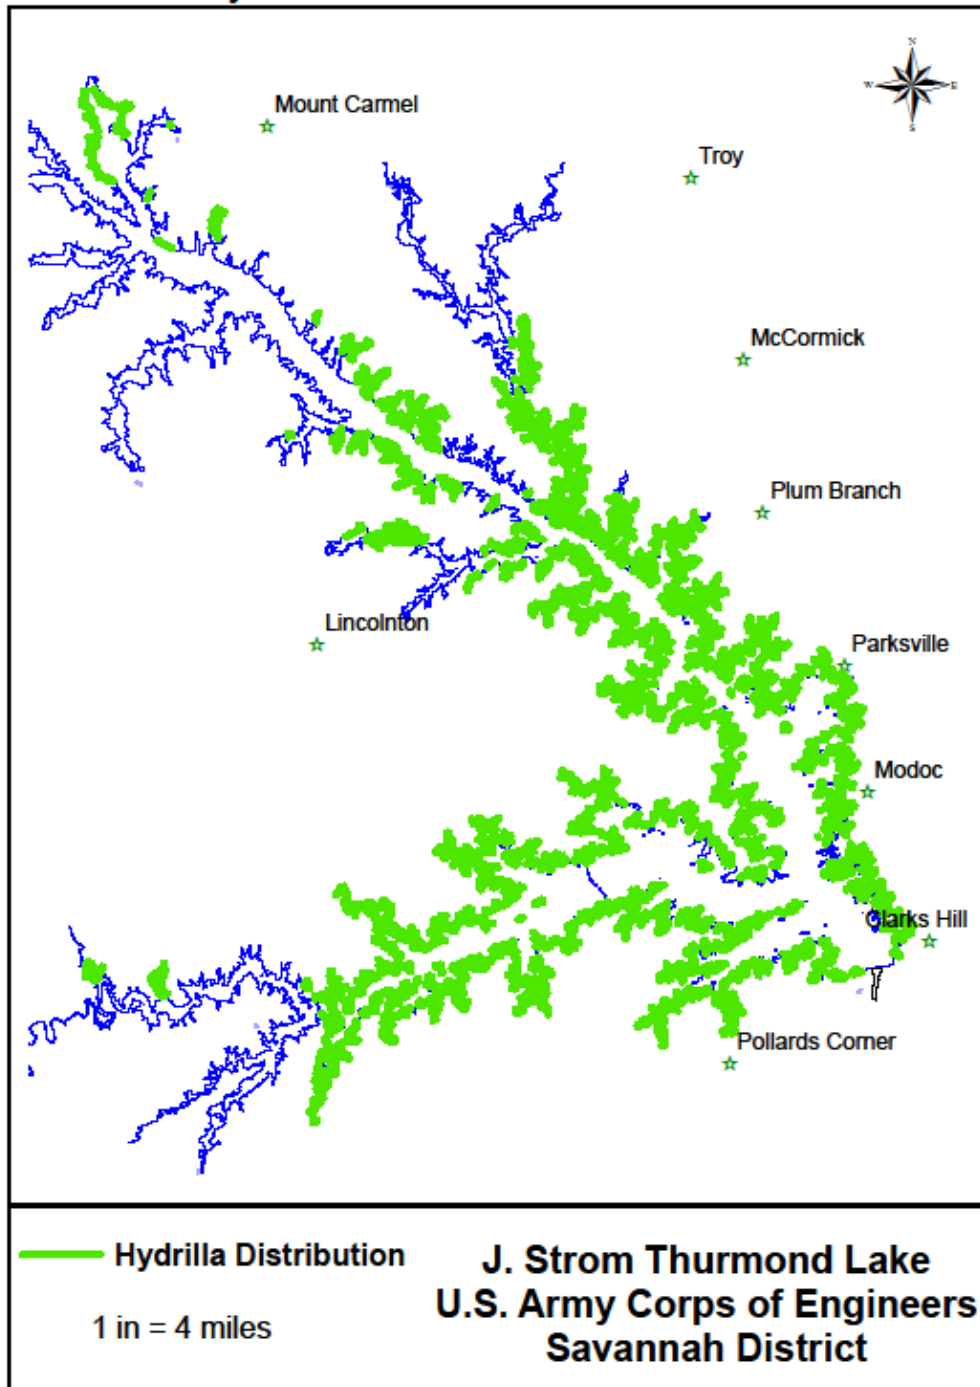 N
W
E
S
Mount Carmel
Troy
McCormick
Plum Branch
Lincolnton
Parksville
Modoc
Clarks Hill
Pollards Corner
Hydrilla Distribution
1 in = 4 miles
J. Strom Thurmond Lake
U.S. Army Corps of Engineers
Savannah District